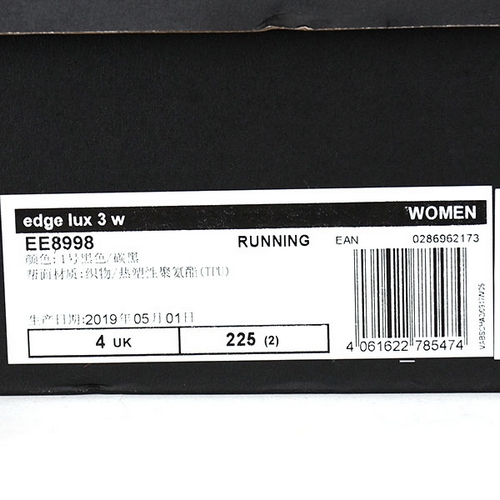 edge lux 3 w WOMEN
EE8998 RUNNING EAN 0286962173
颜色:1号黑色/碳黑
帮面材质:织物/热塑性聚氨酯(TPU)
生产日期:2019年05月01日
4 UK 225 (2)
4 061622 785474